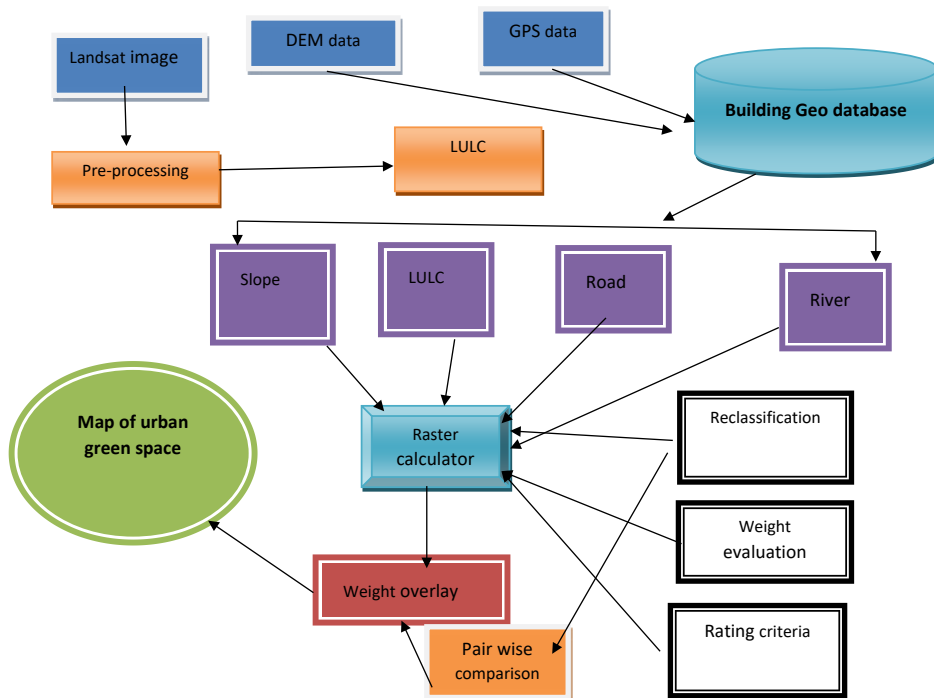 Landsat image
DEM data
GPS data
Building Geo database
Pre-processing
LULC
Slope
LULC
Road
River
Map of urban
green space
Raster
calculator
Reclassification
Weight
evaluation
Weight overlay
Rating criteria
Pair wise
comparison